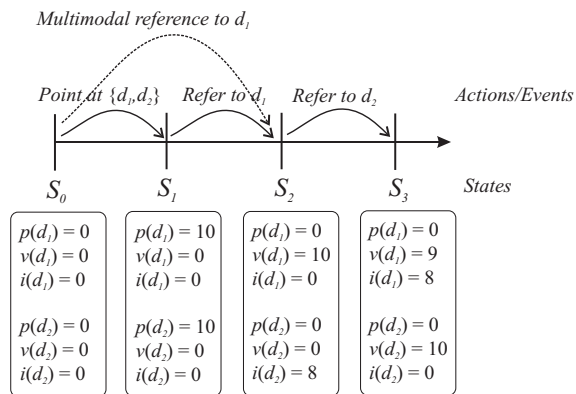 Multimodal reference to d₁
Point at {d₁,d₂} Refer to d₁ Refer to d₂ Actions/Events
S₀ S₁ S₂ S₃ States
p(d₁) = 0 p(d₁) = 10 p(d₁) = 0 p(d₁) = 0
v(d₁) = 0 v(d₁) = 0 v(d₁) = 10 v(d₁) = 9
i(d₁) = 0 i(d₁) = 0 i(d₁) = 0 i(d₁) = 8
p(d₂) = 0 p(d₂) = 10 p(d₂) = 0 p(d₂) = 0
v(d₂) = 0 v(d₂) = 0 v(d₂) = 0 v(d₂) = 10
i(d₂) = 0 i(d₂) = 0 i(d₂) = 8 i(d₂) = 0